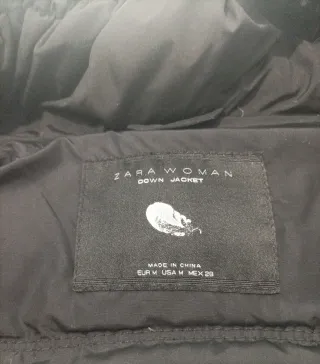 ZARA WOMAN
DOWN JACKET
MADE IN CHINA
EUR M USA M MEX 28